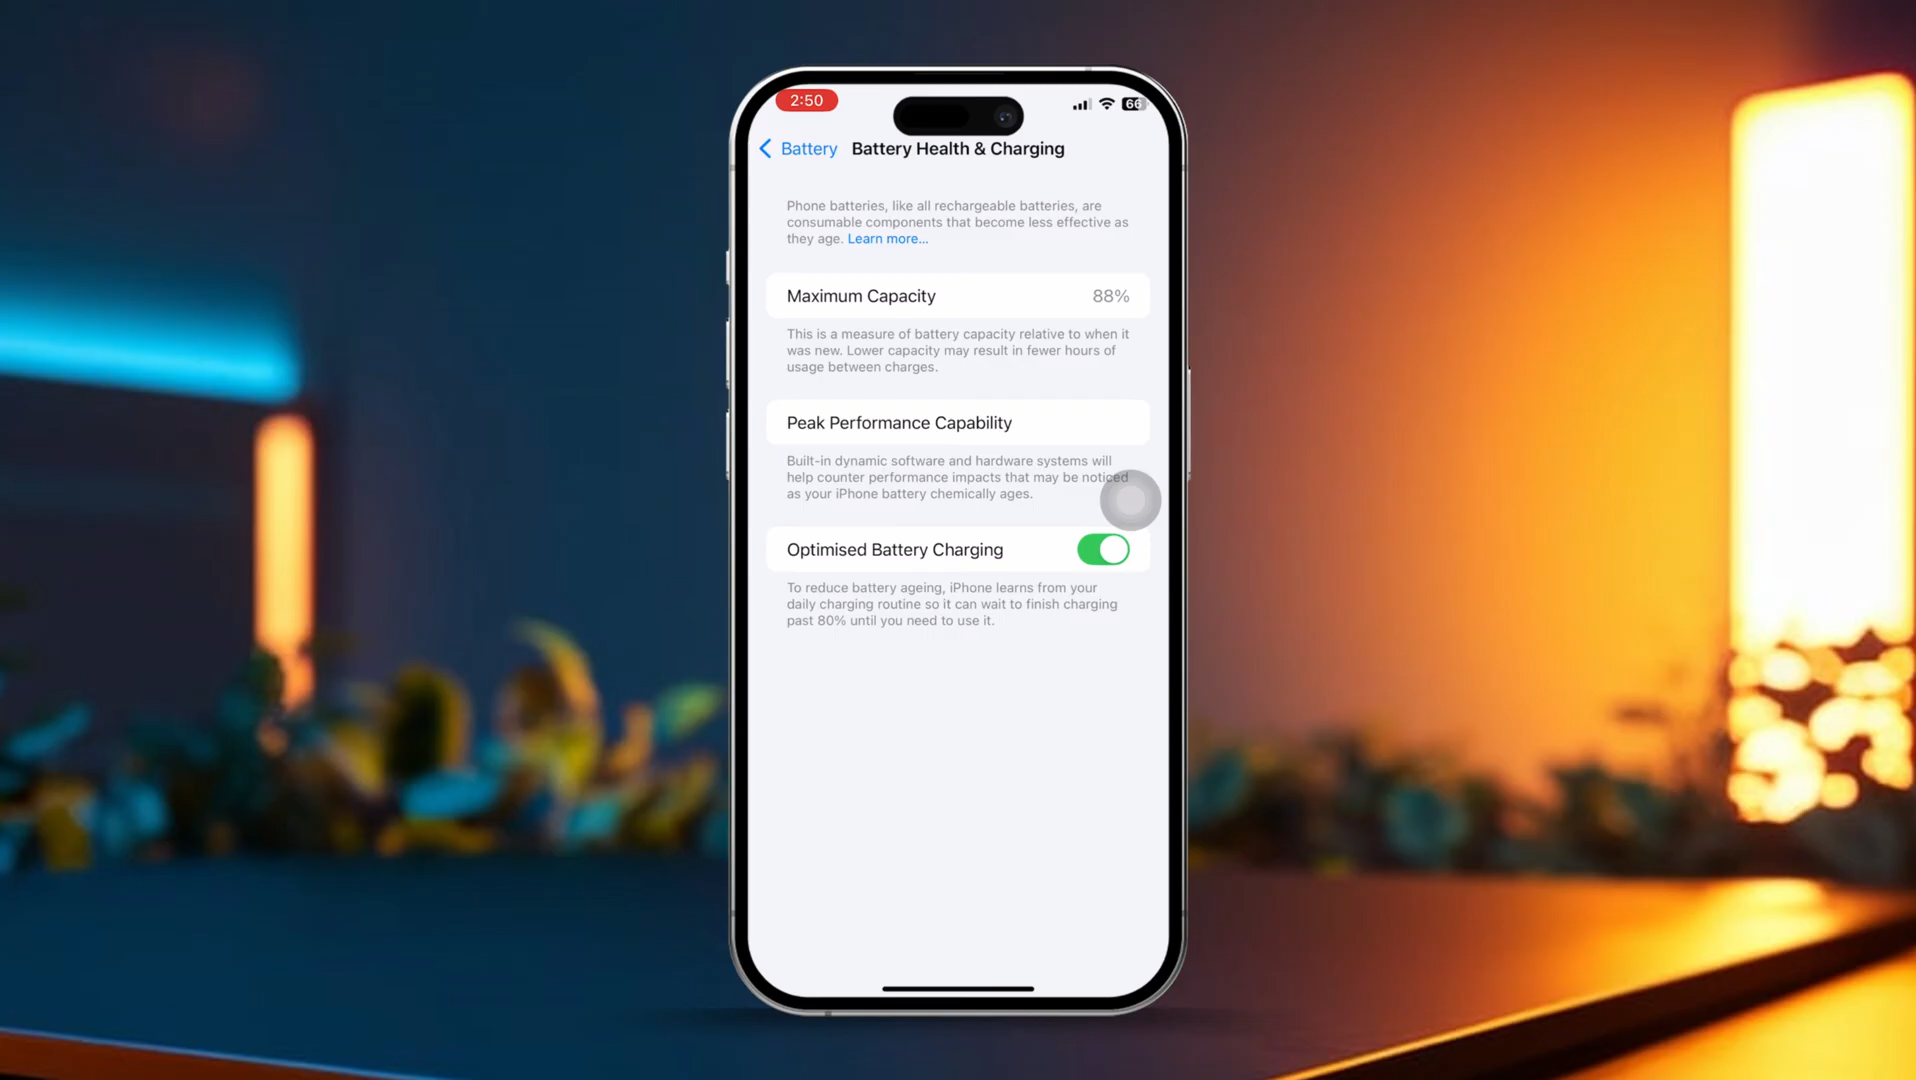 2:50
66
Battery
Battery Health & Charging
Phone batteries, like all rechargeable batteries, are
consumable components that become less effective as
they age. Learn more...
Maximum Capacity 88%
This is a measure of battery capacity relative to when it
was new. Lower capacity may result in fewer hours of
usage between charges.
Peak Performance Capability
Built-in dynamic software and hardware systems will
help counter performance impacts that may be noticed
as your iPhone battery chemically ages.
Optimised Battery Charging
To reduce battery ageing, iPhone learns from your
daily charging routine so it can wait to finish charging
past 80% until you need to use it.